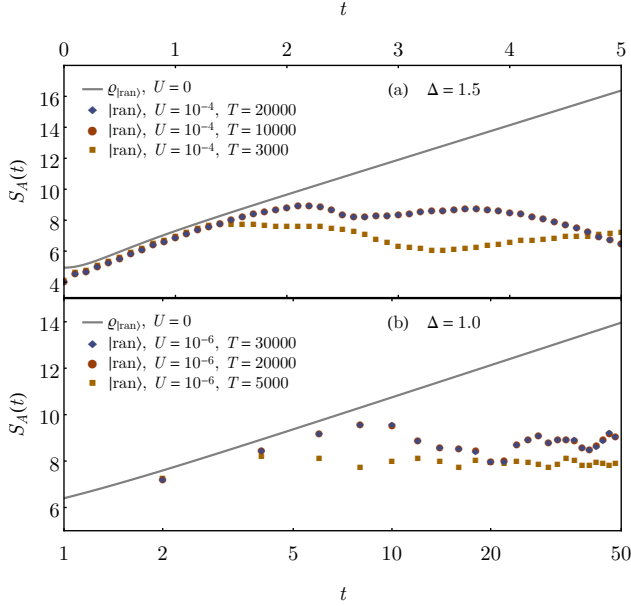 t
0 1 2 3 4 5
16
14
12
10
8
6
4
S_A(t)
ϱ_{|ran⟩}, U = 0
|ran⟩, U = 10⁻⁴, T = 20000
|ran⟩, U = 10⁻⁴, T = 10000
|ran⟩, U = 10⁻⁴, T = 3000
(a) Δ = 1.5
14
12
10
8
6
S_A(t)
ϱ_{|ran⟩}, U = 0
|ran⟩, U = 10⁻⁶, T = 30000
|ran⟩, U = 10⁻⁶, T = 20000
|ran⟩, U = 10⁻⁶, T = 5000
(b) Δ = 1.0
1 2 5 10 20 50
t